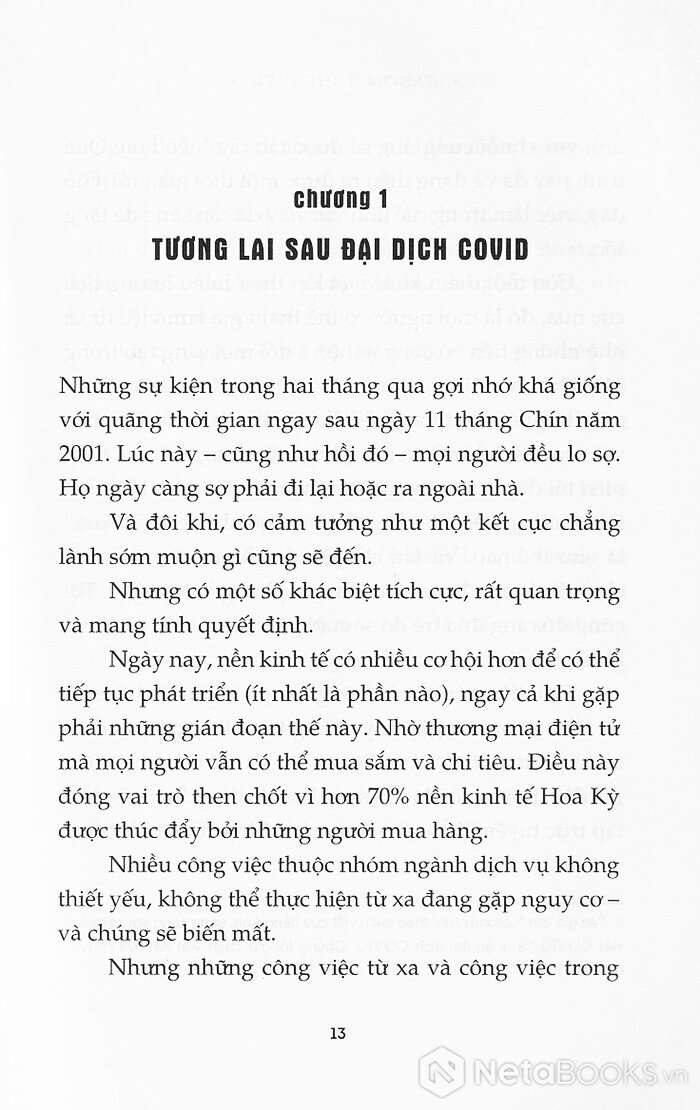 Chương 1
TƯƠNG LAI SAU ĐẠI DỊCH COVID
Những sự kiện trong hai tháng qua gợi nhớ khá giống
với quãng thời gian ngay sau ngày 11 tháng Chín năm
2001. Lúc này – cũng như hồi đó – mọi người đều lo sợ.
Họ ngày càng sợ phải đi lại hoặc ra ngoài nhà.
Và đôi khi, có cảm tưởng như một kết cục chẳng
lành sớm muộn gì cũng sẽ đến.
Nhưng có một số khác biệt tích cực, rất quan trọng
và mang tính quyết định.
Ngày nay, nền kinh tế có nhiều cơ hội hơn để có thể
tiếp tục phát triển (ít nhất là phần nào), ngay cả khi gặp
phải những gián đoạn thế này. Nhờ thương mại điện tử
mà mọi người vẫn có thể mua sắm và chi tiêu. Điều này
đóng vai trò then chốt vì hơn 70% nền kinh tế Hoa Kỳ
được thúc đẩy bởi những người mua hàng.
Nhiều công việc thuộc nhóm ngành dịch vụ không
thiết yếu, không thể thực hiện từ xa đang gặp nguy cơ –
và chúng sẽ biến mất.
Nhưng những công việc từ xa và công việc trong
13
NetaBooks.vn